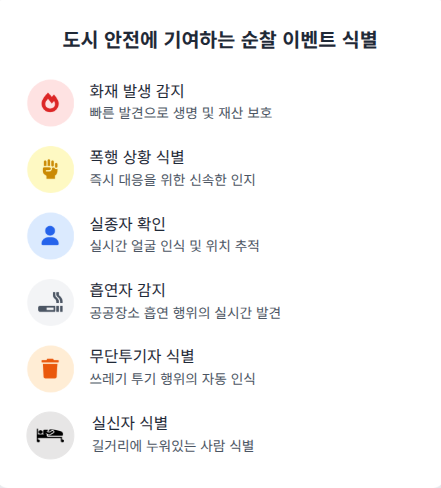 도시 안전에 기여하는 순찰 이벤트 식별
화재 발생 감지
빠른 발견으로 생명 및 재산 보호
폭행 상황 식별
즉시 대응을 위한 신속한 인지
실종자 확인
실시간 얼굴 인식 및 위치 추적
흡연자 감지
공공장소 흡연 행위의 실시간 발견
무단투기자 식별
쓰레기 투기 행위의 자동 인식
실신자 식별
길거리에 누워있는 사람 식별